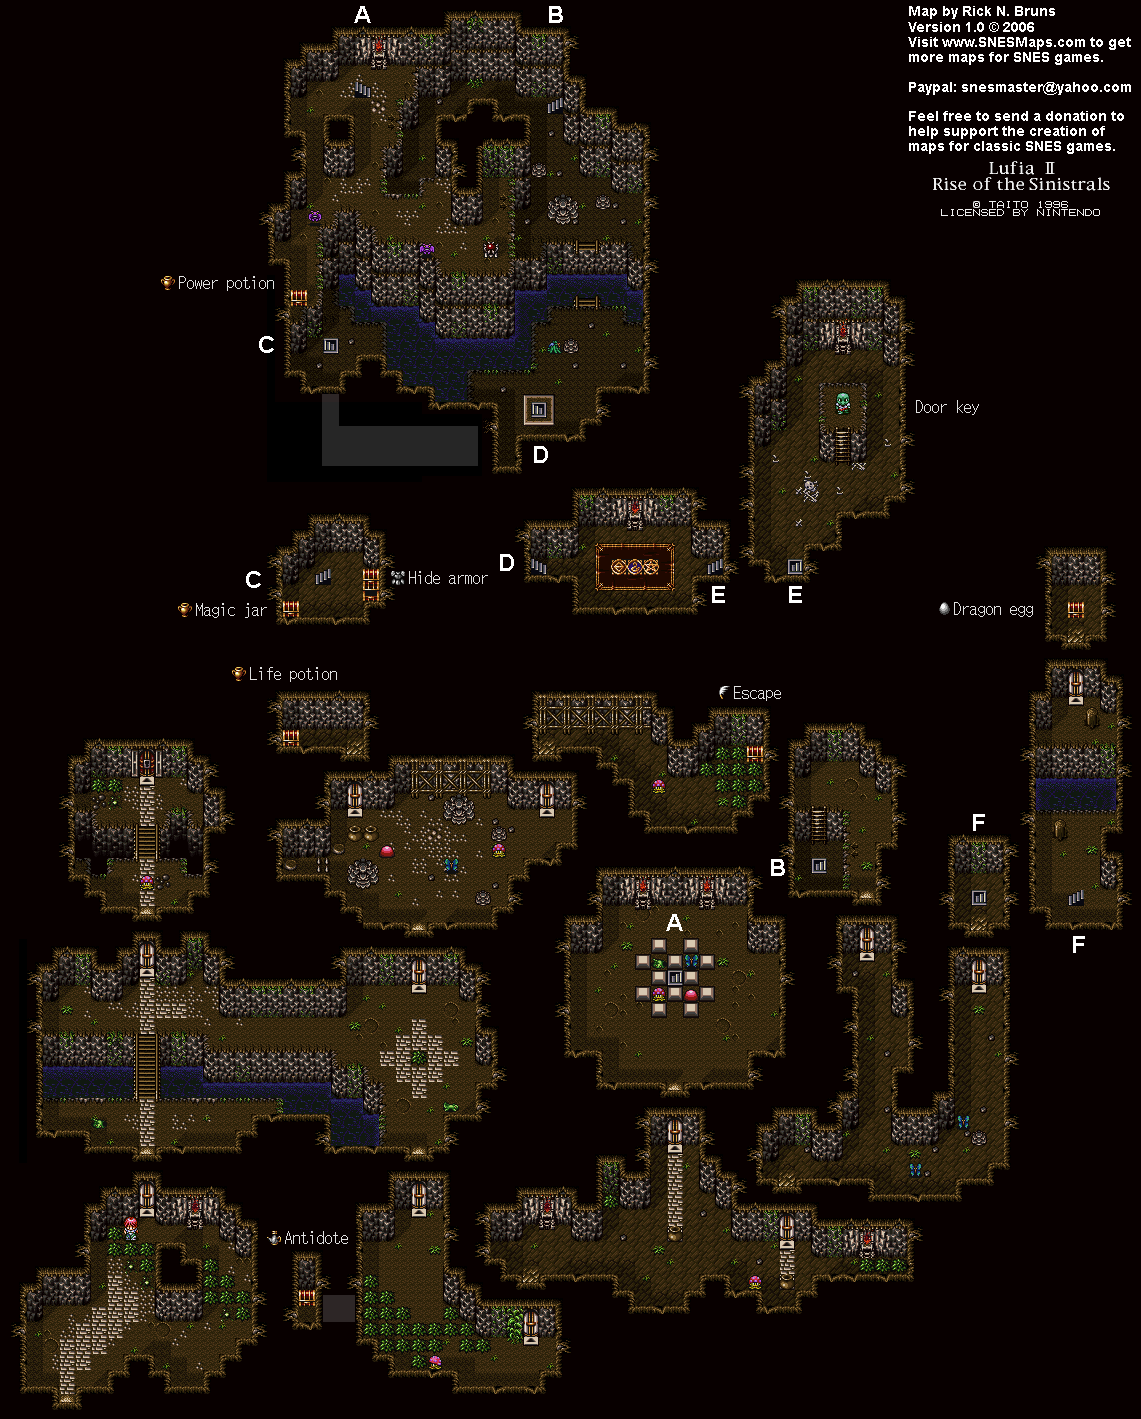 A
B
Map by Rick N. Bruns
Version 1.0 © 2006
Visit www.SNESMaps.com to get
more maps for SNES games.
Paypal: snesmaster@yahoo.com
Feel free to send a donation to
help support the creation of
maps for classic SNES games.
Lufia II
Rise of the Sinistrals
© TAITO 1996
LICENSED BY NINTENDO
Power potion
C
Door key
D
D
E
E
C
Hide armor
Magic jar
Dragon egg
Life potion
Escape
F
B
A
F
Antidote